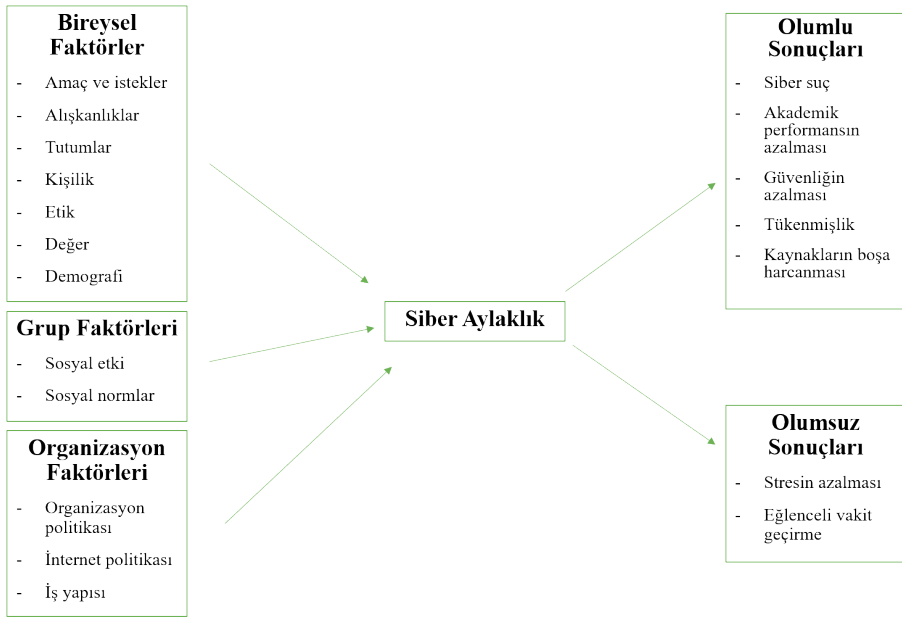 Bireysel
Faktörler
- Amaç ve istekler
- Alışkanlıklar
- Tutumlar
- Kişilik
- Etik
- Değer
- Demografi
Grup Faktörleri
- Sosyal etki
- Sosyal normlar
Organizasyon
Faktörleri
- Organizasyon
politikası
- İnternet politikası
- İş yapısı
Siber Aylaklık
Olumlu
Sonuçları
- Siber suç
- Akademik
performansın
azalması
- Güvenliğin
azalması
- Tükenmişlik
- Kaynakların boşa
harcanması
Olumsuz
Sonuçları
- Stresin azalması
- Eğlenceli vakit
geçirme